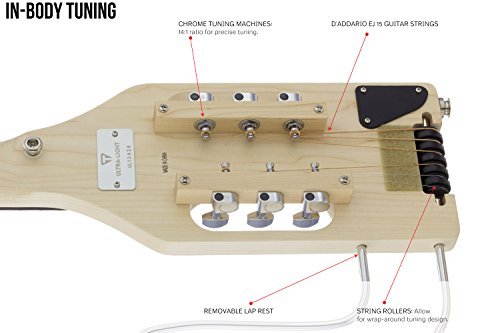 IN-BODY TUNING
CHROME TUNING MACHINES:
14:1 ratio for precise tuning.
D'ADDARIO EJ 15 GUITAR STRINGS
ULTRA-LIGHT
MADE IN CHINA
REMOVABLE LAP REST
STRING ROLLERS: Allow
for wrap-around tuning design.